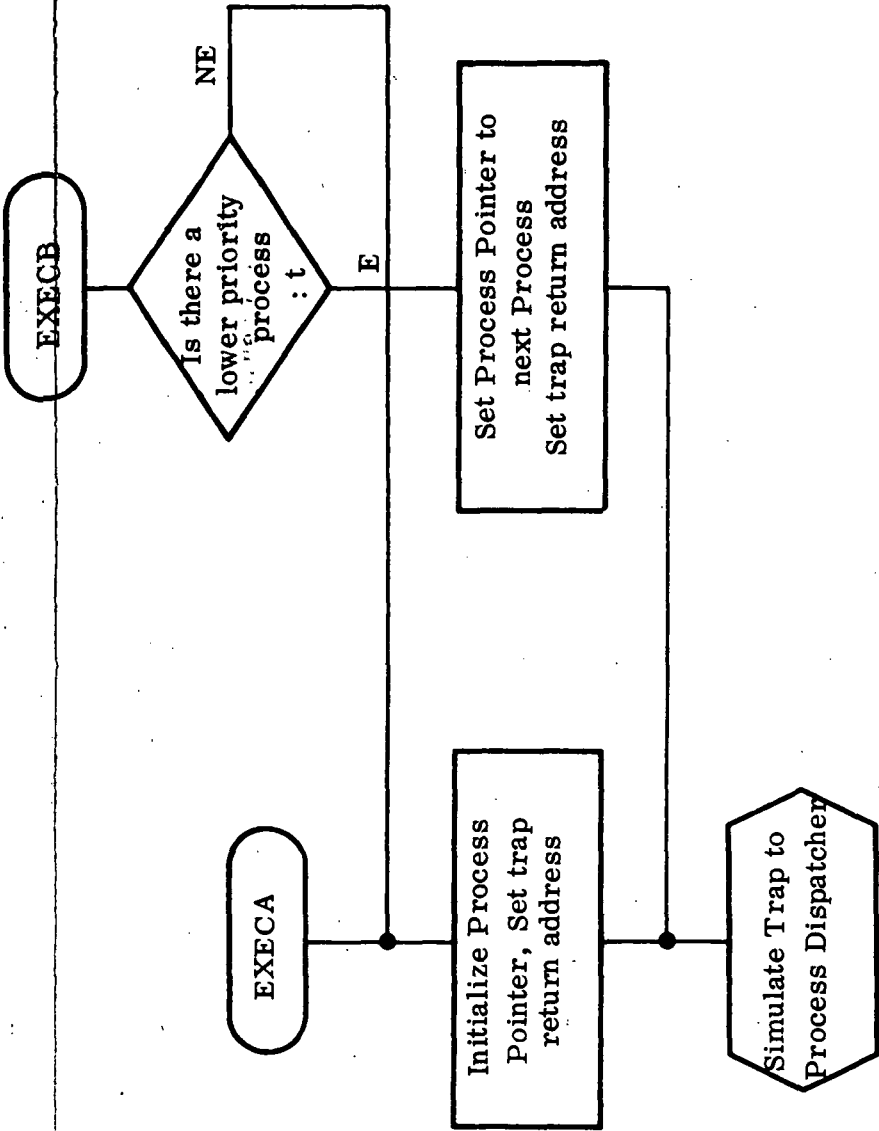 EXECA
Initialize Process
Pointer, Set trap
return address
Simulate Trap to
Process Dispatcher
EXECB
Is there a
lower priority
process
: t
NE
E
Set Process Pointer to
next Process
Set trap return address